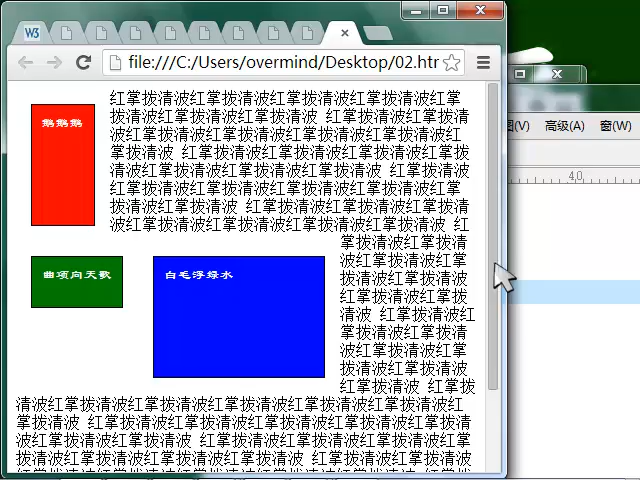 W3
file:///C:/Users/overmind/Desktop/02.htr
图(V) 高级(A) 窗(W)
40
鹅鹅鹅
红掌拨清波红掌拨清波红掌拨清波红掌拨清波红掌
拨清波红掌拨清波红掌拨清波 红掌拨清波红掌拨清
波红掌拨清波红掌拨清波红掌拨清波红掌拨清波红
掌拨清波 红掌拨清波红掌拨清波红掌拨清波红掌拨
清波红掌拨清波红掌拨清波红掌拨清波 红掌拨清波
红掌拨清波红掌拨清波红掌拨清波红掌拨清波红掌
拨清波红掌拨清波 红掌拨清波红掌拨清波红掌拨清
波红掌拨清波红掌拨清波红掌拨清波红掌拨清波 红
掌拨清波红掌拨清
波红掌拨清波红掌
曲项向天歌
白毛浮绿水
拨清波红掌拨清波
红掌拨清波红掌拨
清波 红掌拨清波红
掌拨清波红掌拨清
波红掌拨清波红掌
拨清波红掌拨清波
红掌拨清波 红掌拨
清波红掌拨清波红掌拨清波红掌拨清波红掌拨清波红掌拨清波红
掌拨清波 红掌拨清波红掌拨清波红掌拨清波红掌拨清波红掌拨清
波红掌拨清波红掌拨清波 红掌拨清波红掌拨清波红掌拨清波红掌
拨清波红掌拨清波红掌拨清波红掌拨清波 红掌拨清波红掌拨清波